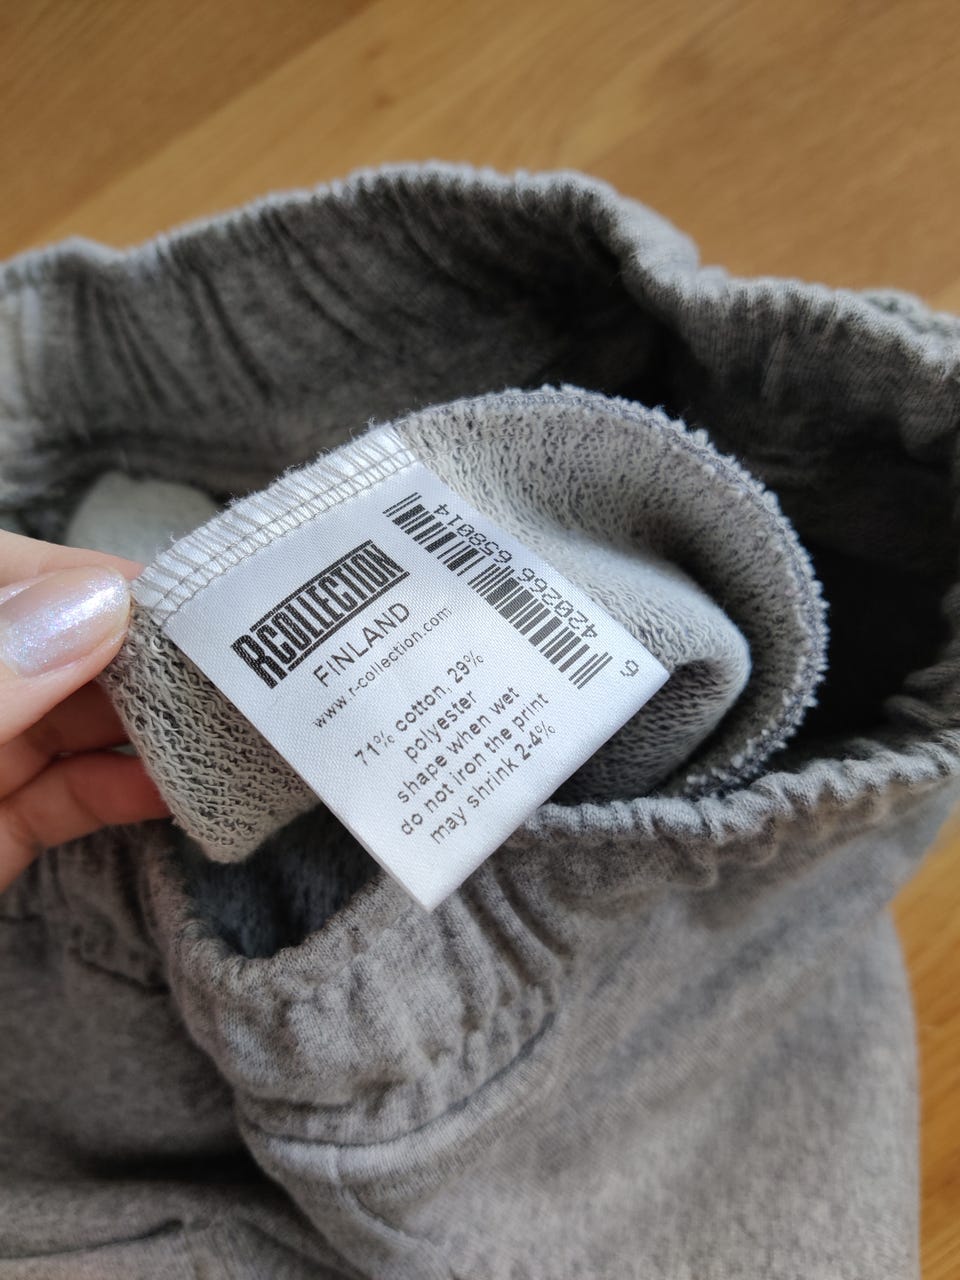 RCOLLECTION
FINLAND
www.r-collection.com
71% cotton, 29%
polyester
shape when wet
do not iron the print
may shrink 2-4%
420266 658014